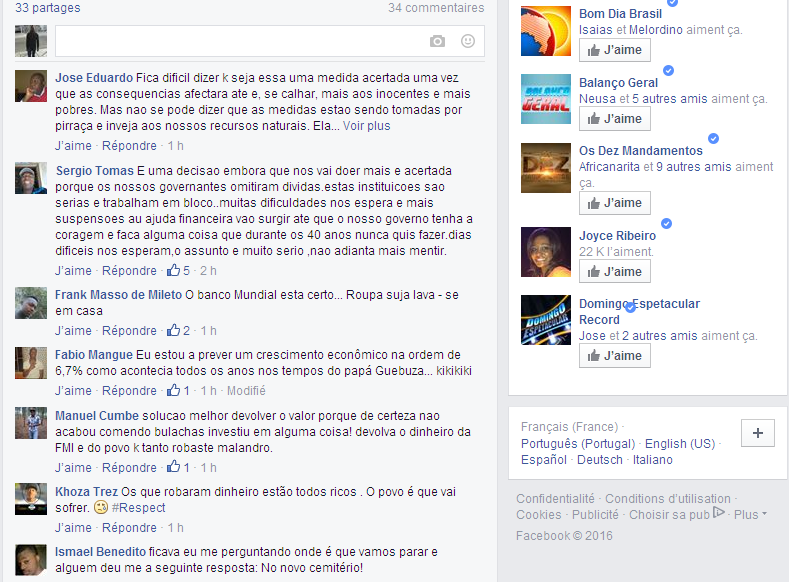 33 partages
34 commentaires
Jose Eduardo Fica dificil dizer k seja essa uma medida acertada uma vez
que as consequencias afectara ate e, se calhar, mais aos inocentes e mais
pobres. Mas nao se pode dizer que as medidas estao sendo tomadas por
pirraça e inveja aos nossos recursos naturais. Ela... Voir plus
J'aime · Répondre · 1 h
Sergio Tomas E uma decisao embora que nos vai doer mais e acertada
porque os nossos governantes omitiram dividas.estas instituicoes sao
serias e trabalham em bloco..muitas dificuldades nos espera e mais
suspensoes au ajuda financeira vao surgir ate que o nosso governo tenha a
coragem e faca alguma coisa que durante os 40 anos nunca quis fazer.dias
dificeis nos esperam,o assunto e muito serio ,nao adianta mais mentir.
J'aime · Répondre · 5 · 2 h
Frank Masso de Mileto O banco Mundial esta certo... Roupa suja lava - se
em casa
J'aime · Répondre · 2 · 1 h
Fabio Mangue Eu estou a prever um crescimento econômico na ordem de
6,7% como acontecia todos os anos nos tempos do papá Guebuza... kikikiki
J'aime · Répondre · 1 · 1 h · Modifié
Manuel Cumbe solucao melhor devolver o valor porque de certeza nao
acabou comendo bulachas investiu em alguma coisa! devolva o dinheiro da
FMI e do povo k tanto robaste malandro.
J'aime · Répondre · 1 · 1 h
Khoza Trez Os que robaram dinheiro estão todos ricos . O povo é que vai
sofrer. #Respect
J'aime · Répondre · 1 h
Ismael Benedito ficava eu me perguntando onde é que vamos parar e
alguem deu me a seguinte resposta: No novo cemitério!
Bom Dia Brasil
Isaias et Melordino aiment ça.
J'aime
BALANÇO
GERAL
Balanço Geral
Neusa et 5 autres amis aiment ça.
J'aime
DEZ
Os Dez Mandamentos
Africanarita et 9 autres amis aiment
ça.
J'aime
Joyce Ribeiro
22 K l'aiment.
J'aime
DOMINGO
ESPETACULAR
Domingo Espetacular
Record
Jose et 2 autres amis aiment ça.
J'aime
Français (France) ·
Português (Portugal) · English (US) ·
Español · Deutsch · Italiano
+
Confidentialité · Conditions d'utilisation ·
Cookies · Publicité · Choisir sa pub · Plus
Facebook © 2016